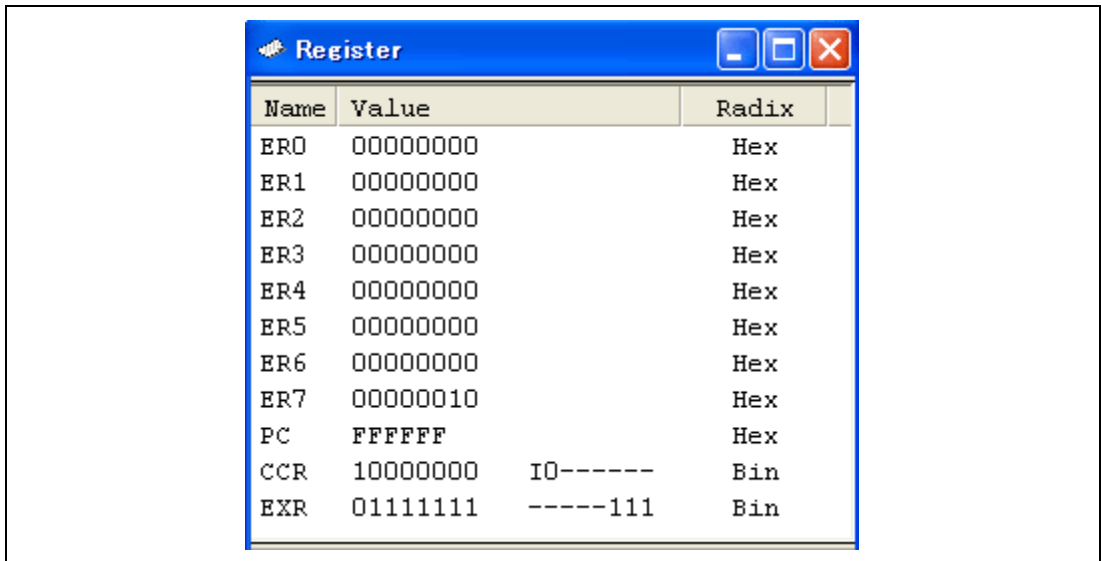 Register
Name Value Radix
ER0 00000000 Hex
ER1 00000000 Hex
ER2 00000000 Hex
ER3 00000000 Hex
ER4 00000000 Hex
ER5 00000000 Hex
ER6 00000000 Hex
ER7 00000010 Hex
PC FFFFFF Hex
CCR 10000000 I0------ Bin
EXR 01111111 -----111 Bin